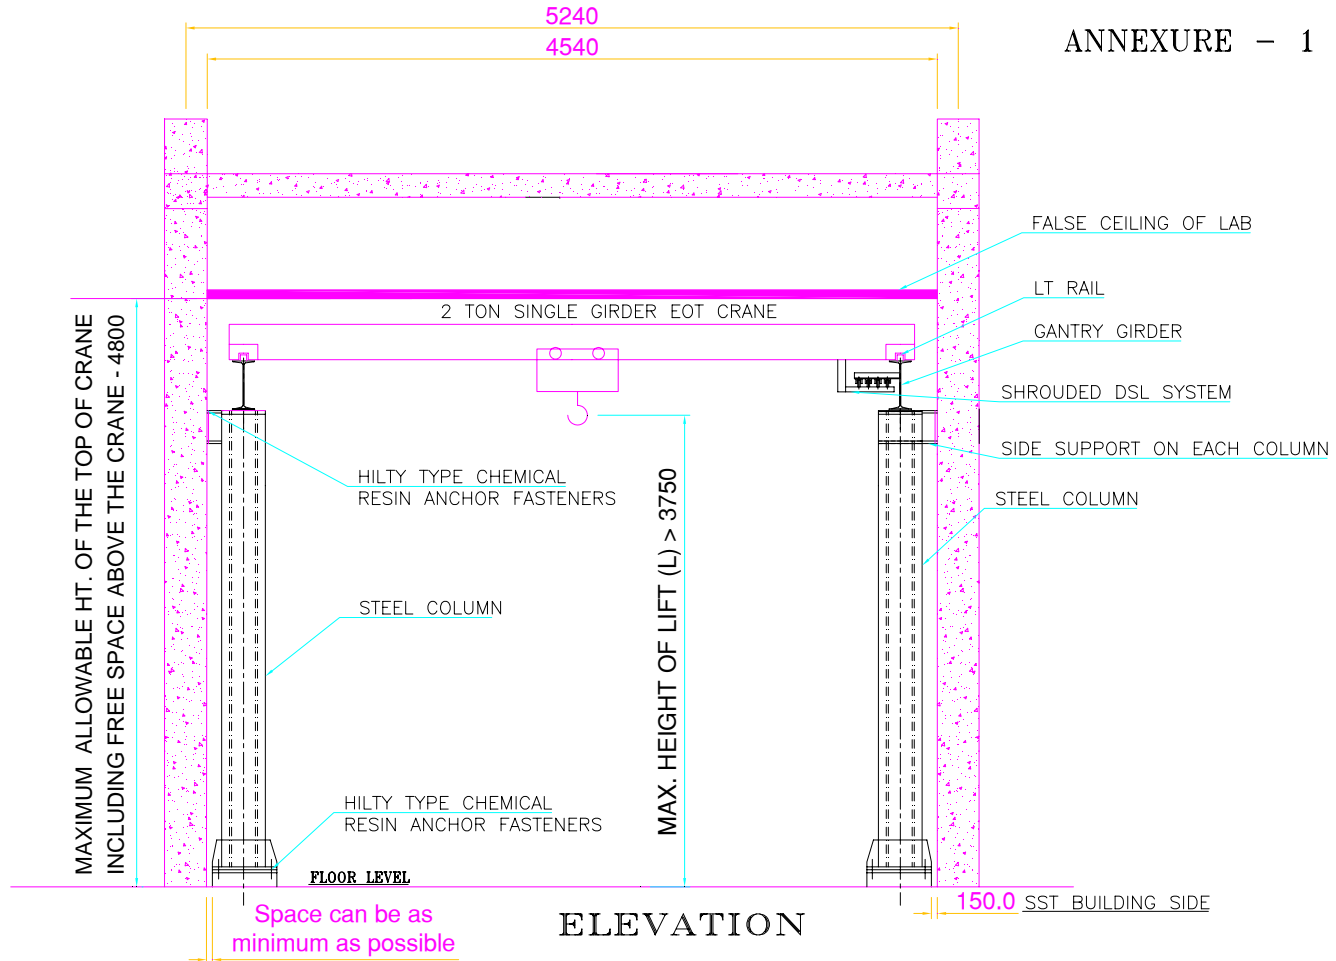 5240
4540
ANNEXURE - 1
FALSE CEILING OF LAB
LT RAIL
2 TON SINGLE GIRDER EOT CRANE
GANTRY GIRDER
SHROUDED DSL SYSTEM
SIDE SUPPORT ON EACH COLUMN
STEEL COLUMN
MAXIMUM ALLOWABLE HT. OF THE TOP OF CRANE
INCLUDING FREE SPACE ABOVE THE CRANE - 4800
HILTY TYPE CHEMICAL
RESIN ANCHOR FASTENERS
MAX. HEIGHT OF LIFT (L) > 3750
STEEL COLUMN
HILTY TYPE CHEMICAL
RESIN ANCHOR FASTENERS
FLOOR LEVEL
Space can be as
minimum as possible
ELEVATION
150.0
SST BUILDING SIDE